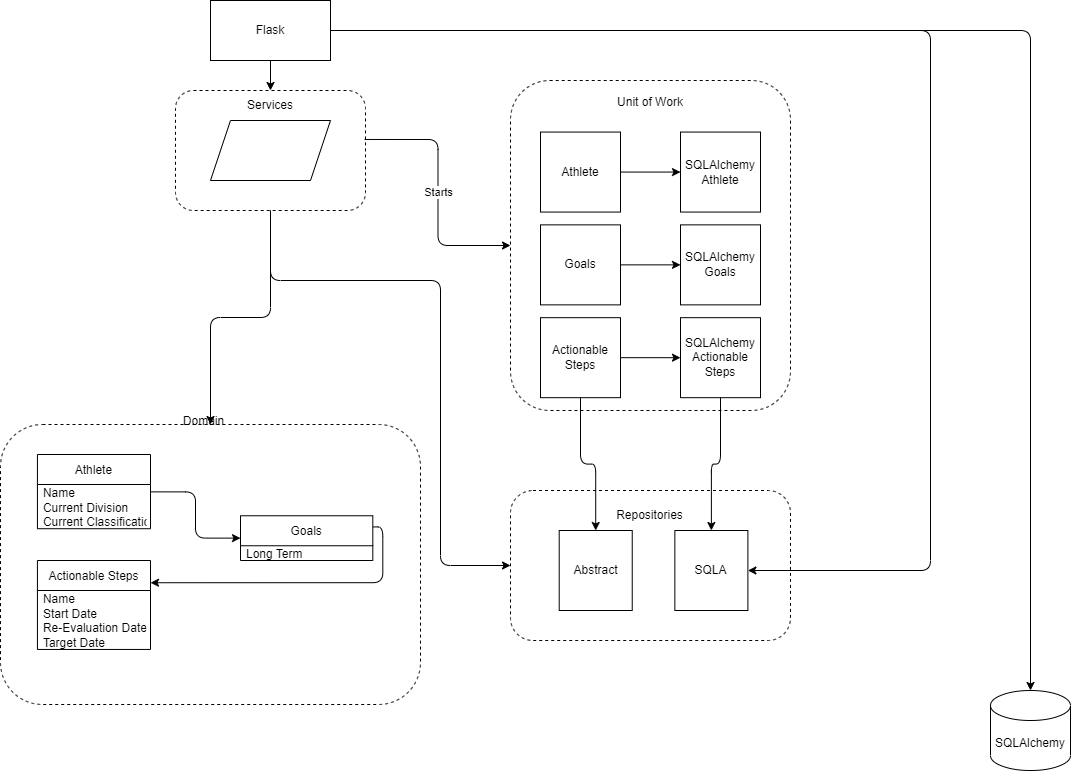 Flask
Services
Unit of Work
Athlete
SQLAlchemy
Athlete
Starts
Goals
SQLAlchemy
Goals
Actionable
Steps
SQLAlchemy
Actionable
Steps
Domain
Athlete
Name
Current Division
Current Classificatic
Goals
Long Term
Actionable Steps
Name
Start Date
Re-Evaluation Date
Target Date
Repositories
Abstract
SQLA
SQLAlchemy